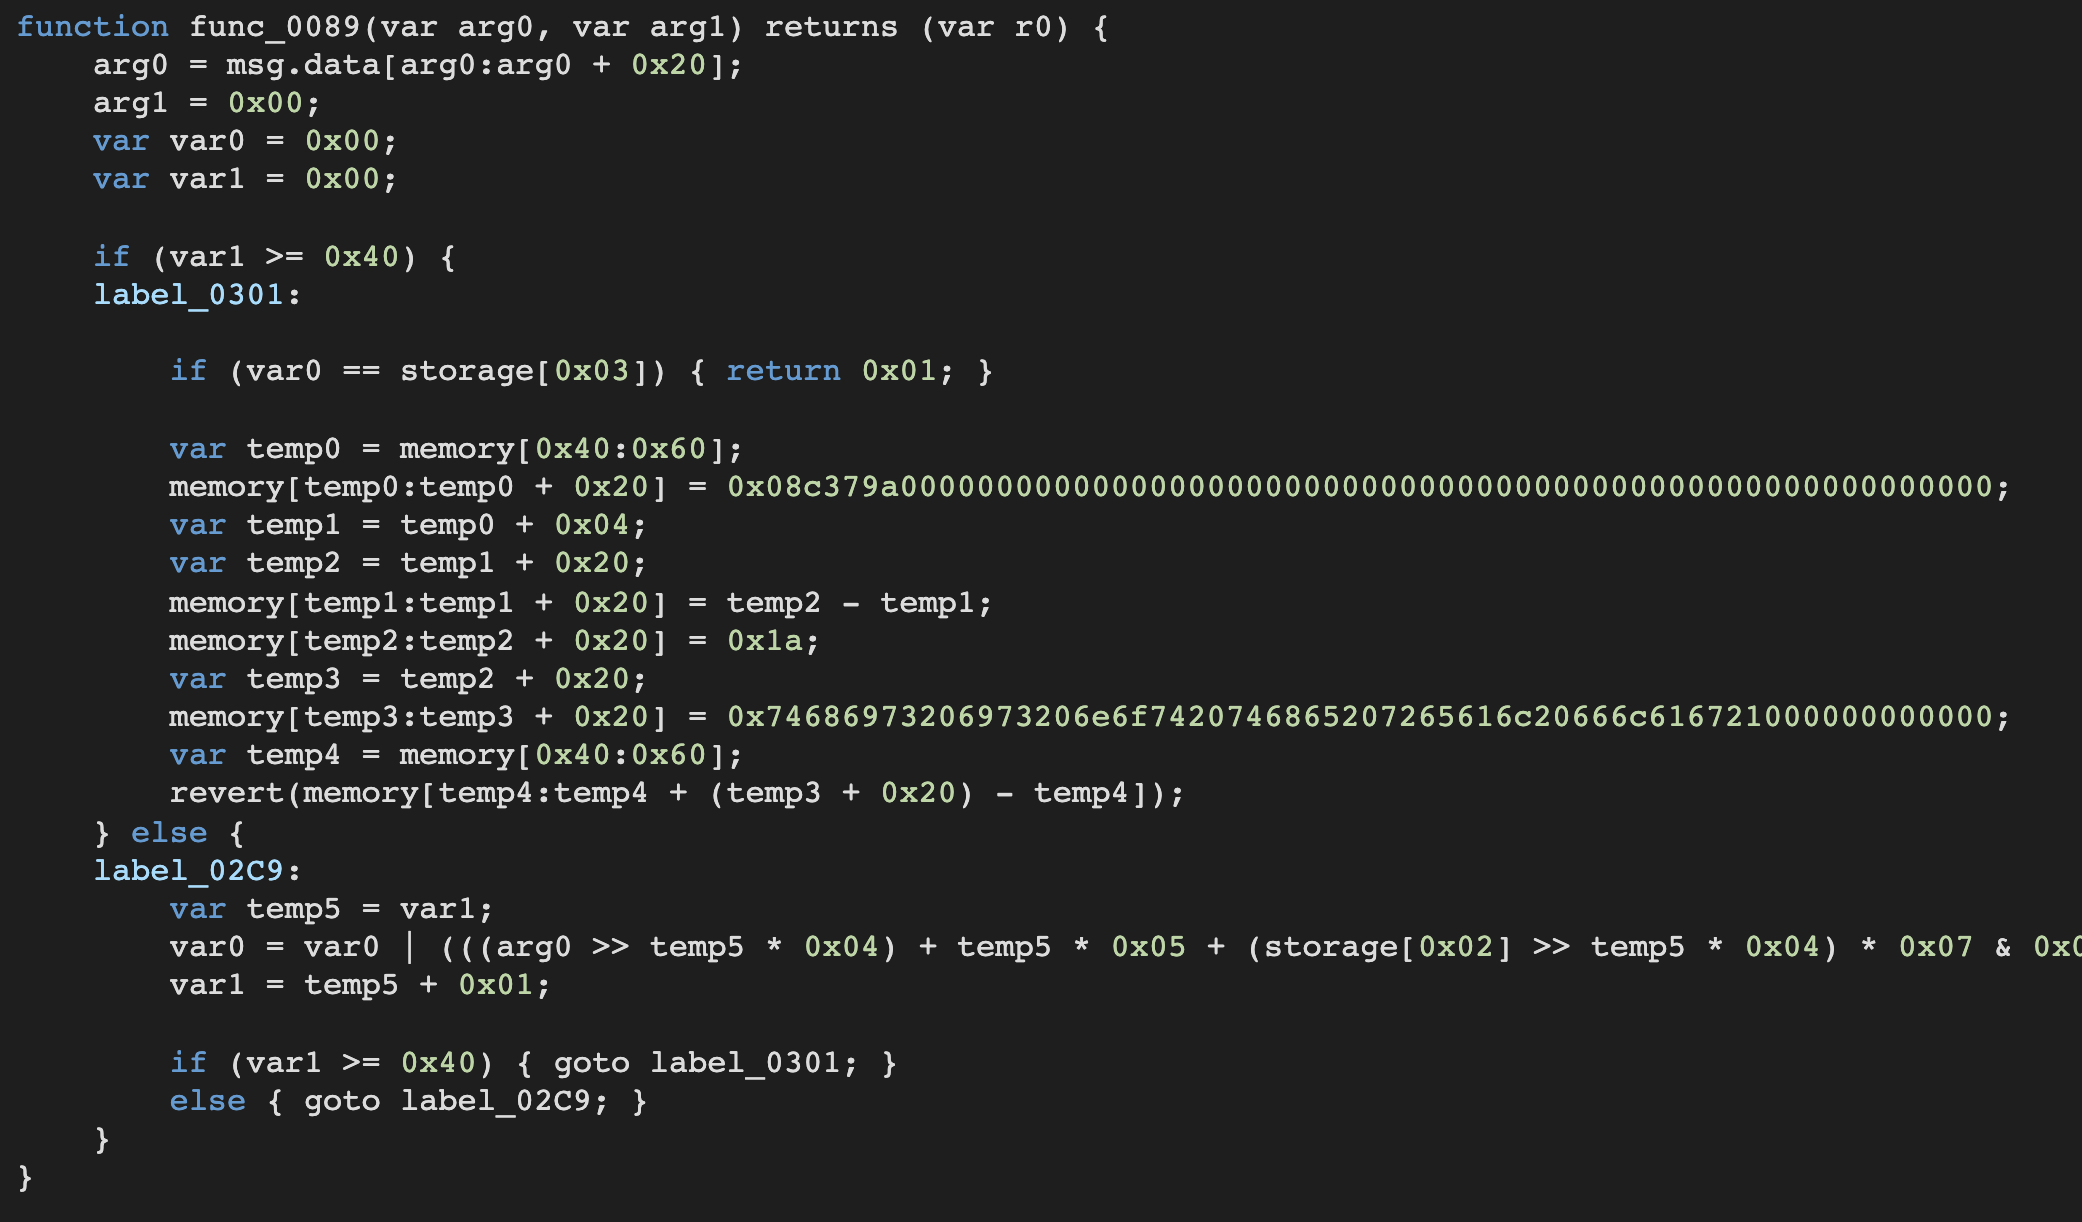 function func_0089(var arg0, var arg1) returns (var r0) {
arg0 = msg.data[arg0:arg0 + 0x20];
arg1 = 0x00;
var var0 = 0x00;
var var1 = 0x00;
if (var1 >= 0x40) {
label_0301:
if (var0 == storage[0x03]) { return 0x01; }
var temp0 = memory[0x40:0x60];
memory[temp0:temp0 + 0x20] = 0x08c379a000000000000000000000000000000000000000000000000000000000;
var temp1 = temp0 + 0x04;
var temp2 = temp1 + 0x20;
memory[temp1:temp1 + 0x20] = temp2 - temp1;
memory[temp2:temp2 + 0x20] = 0x1a;
var temp3 = temp2 + 0x20;
memory[temp3:temp3 + 0x20] = 0x74686973206973206e6f7420746865207265616c20666c616721000000000000;
var temp4 = memory[0x40:0x60];
revert(memory[temp4:temp4 + (temp3 + 0x20) - temp4]);
} else {
label_02C9:
var temp5 = var1;
var0 = var0 | (((arg0 >> temp5 * 0x04) + temp5 * 0x05 + (storage[0x02] >> temp5 * 0x04) * 0x07 & 0x0
var1 = temp5 + 0x01;
if (var1 >= 0x40) { goto label_0301; }
else { goto label_02C9; }
}
}